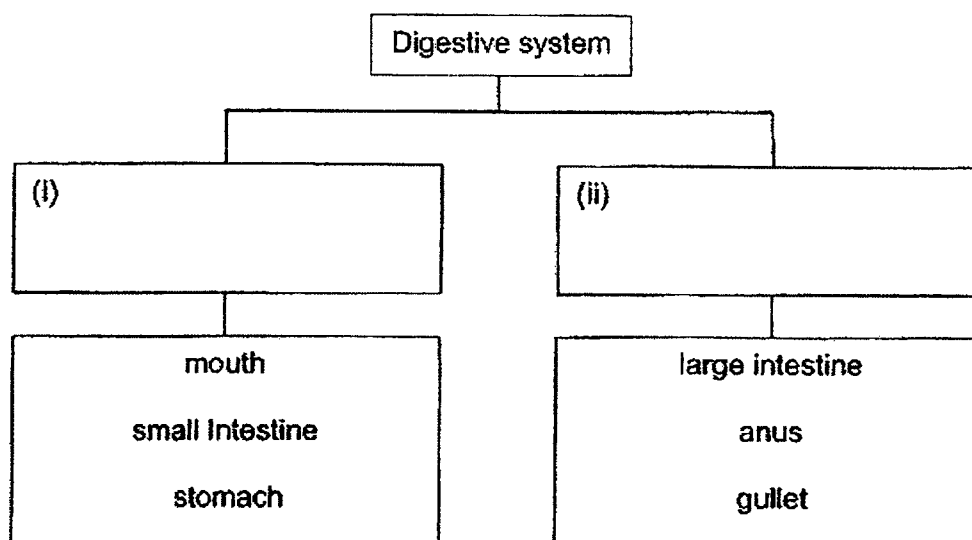 Digestive system
(i)
(ii)
mouth
small Intestine
stomach
large intestine
anus
gullet